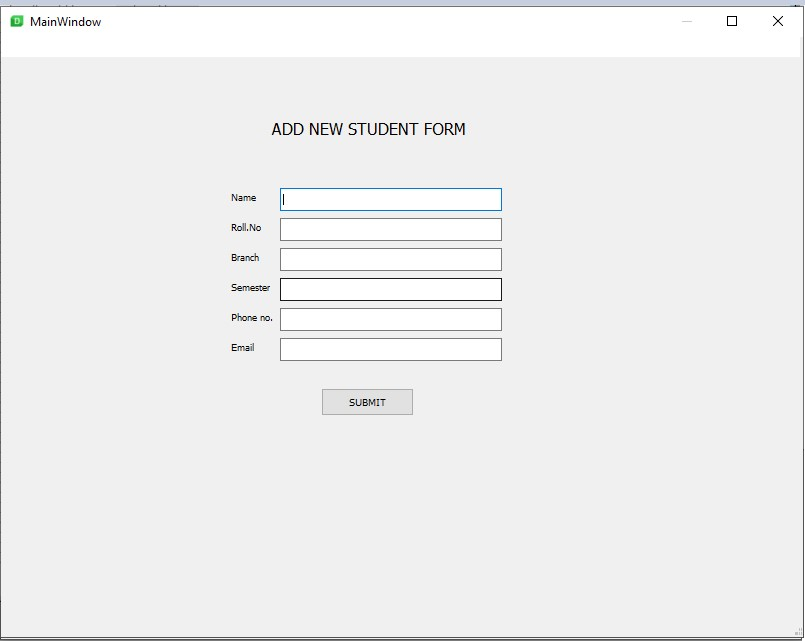 MainWindow
ADD NEW STUDENT FORM
Name
Roll.No
Branch
Semester
Phone no.
Email
SUBMIT